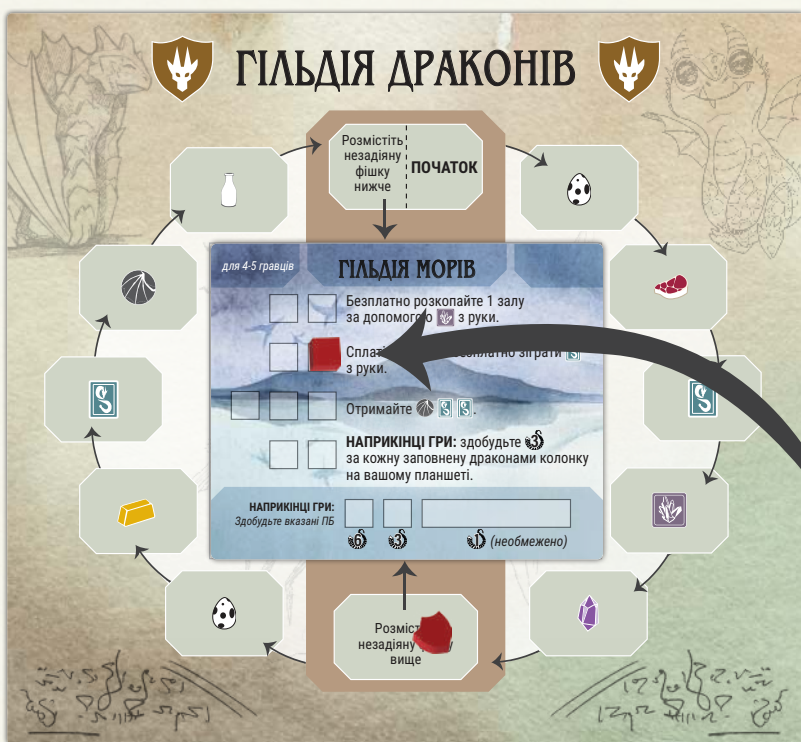 ГІЛЬДІЯ ДРАКОНІВ
Розмістіть
незадіяну
фішку
нижче
ПОЧАТОК
для 4-5 гравців
ГІЛЬДІЯ МОРІВ
Безплатно розкопайте 1 залу
за допомогою з руки.
зіграти
з руки.
Отримайте .
НАПРИКІНЦІ ГРИ: здобудьте 3
за кожну заповнену драконами колонку
на вашому планшеті.
НАПРИКІНЦІ ГРИ:
Здобудьте вказані ПБ
6 3 1 (необмежено)
незадіяну
вище